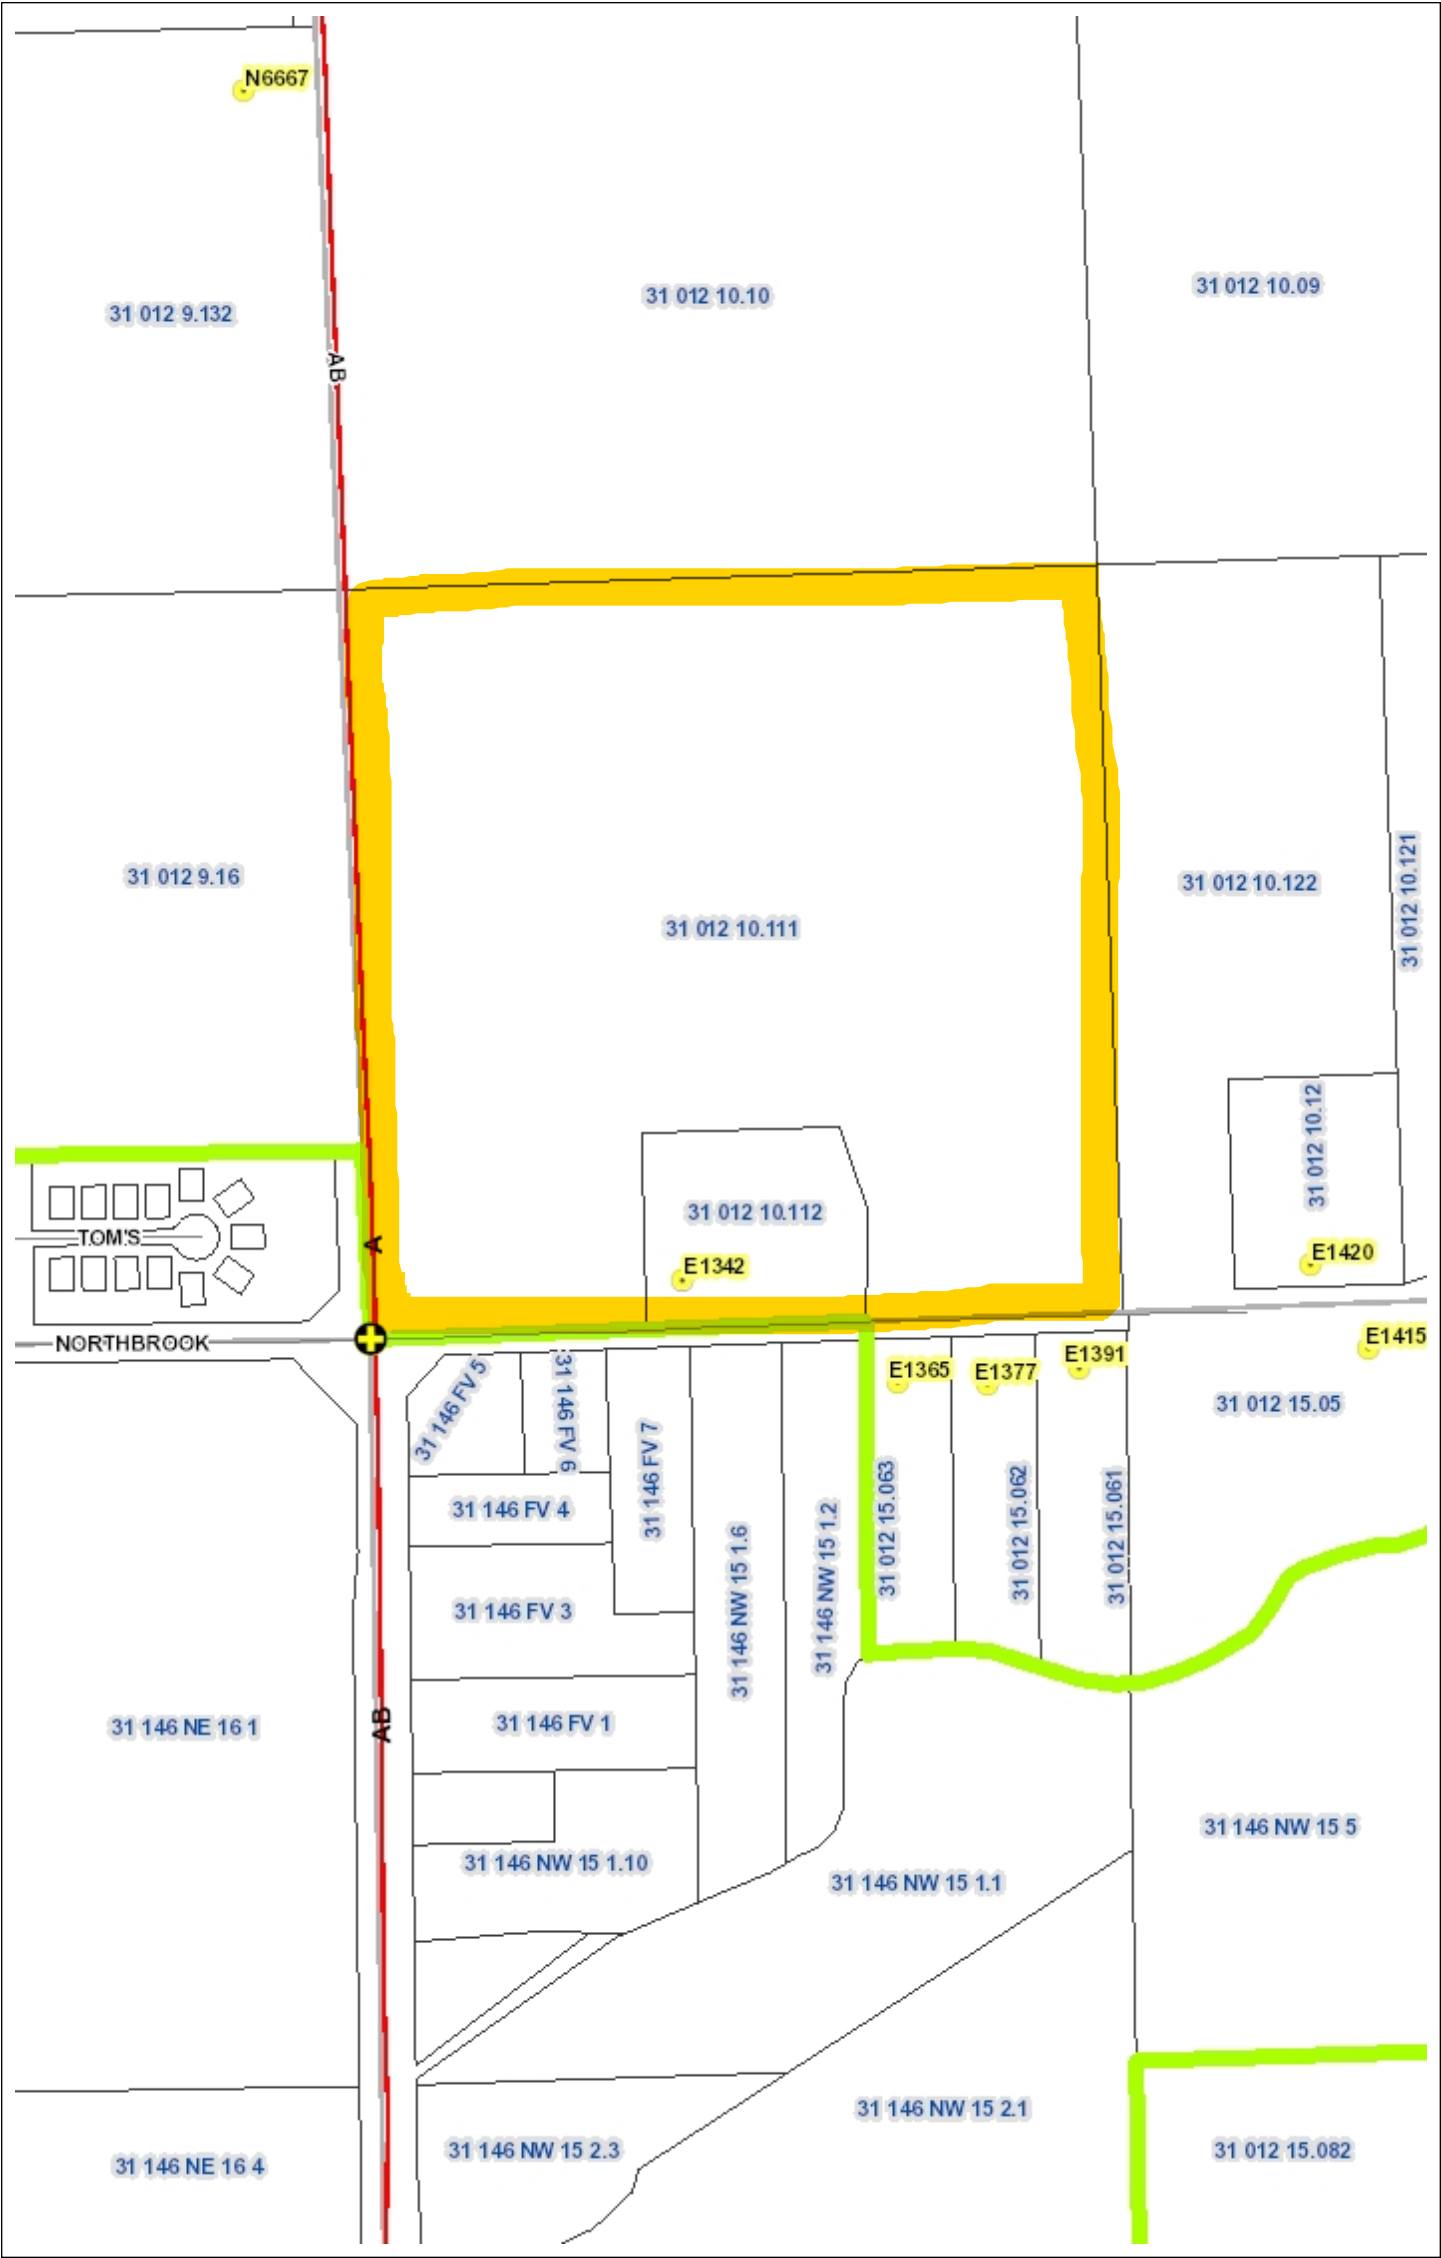 N6667
31 012 10.09
31 012 10.10
31 012 9.132
AB
31 012 9.16
31 012 10.122
31 012 10.121
31 012 10.111
31 012 10.12
31 012 10.112
TOM'S
A
E1342
E1420
NORTHBROOK
E1415
E1391
E1365
E1377
31 146 FV 5
31 146 FV 6
31 146 FV 7
31 012 15.05
31 146 FV 4
31 146 NW 15 1.6
31 146 NW 15 1.2
31 012 15.063
31 012 15.062
31 012 15.061
31 146 FV 3
31 146 NE 16 1
AB
31 146 FV 1
31 146 NW 15 5
31 146 NW 15 1.10
31 146 NW 15 1.1
31 146 NW 15 2.1
31 146 NE 16 4
31 146 NW 15 2.3
31 012 15.082